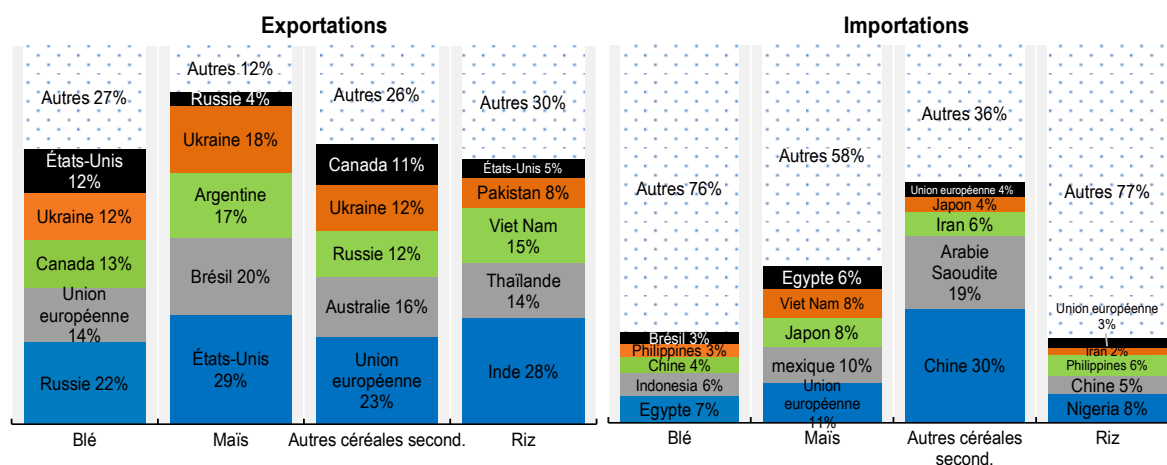 Exportations
Autres 27%
États-Unis
12%
Ukraine 12%
Canada 13%
Union
européenne
14%
Russie 22%
Blé
Autres 12%
Russie 4%
Ukraine 18%
Argentine
17%
Brésil 20%
États-Unis
29%
Maïs
Autres 26%
Canada 11%
Ukraine 12%
Russie 12%
Australie 16%
Union
européenne
23%
Autres céréales second.
Autres 30%
États-Unis 5%
Pakistan 8%
Viet Nam
15%
Thaïlande
14%
Inde 28%
Riz
Importations
Autres 76%
Brésil 3%
Philippines 3%
Chine 4%
Indonesia 6%
Egypte 7%
Blé
Autres 58%
Egypte 6%
Viet Nam 8%
Japon 8%
mexique 10%
Union
européenne
11%
Maïs
Autres 36%
Union européenne 4%
Japon 4%
Iran 6%
Arabie
Saoudite
19%
Chine 30%
Autres céréales
second.
Autres 77%
Union européenne
3%
Iran 2%
Philippines 6%
Chine 5%
Nigeria 8%
Riz